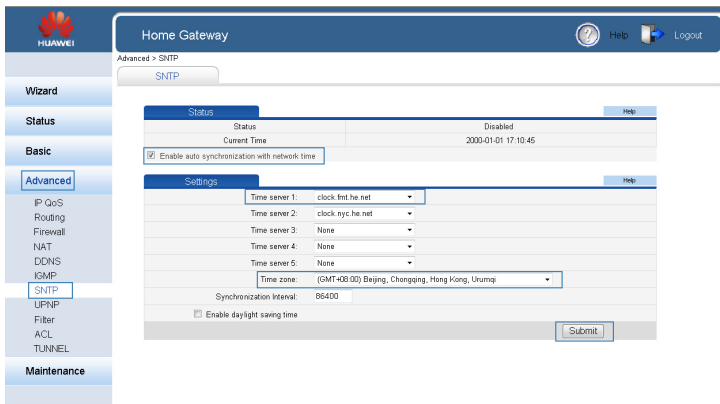 HUAWEI
Home Gateway
? Help Logout
Advanced > SNTP
SNTP
Wizard
Status
Basic
Advanced
IP QoS
Routing
Firewall
NAT
DDNS
IGMP
SNTP
UPNP
Filter
ACL
TUNNEL
Maintenance
Status Help
Status Disabled
Current Time 2000-01-01 17:10:45
Enable auto synchronization with network time
Settings Help
Time server 1: clock.fmt.he.net
Time server 2: clock.nyc.he.net
Time server 3: None
Time server 4: None
Time server 5: None
Time zone: (GMT+08:00) Beijing, Chongqing, Hong Kong, Urumqi
Synchronization Interval: 86400
Enable daylight saving time
Submit